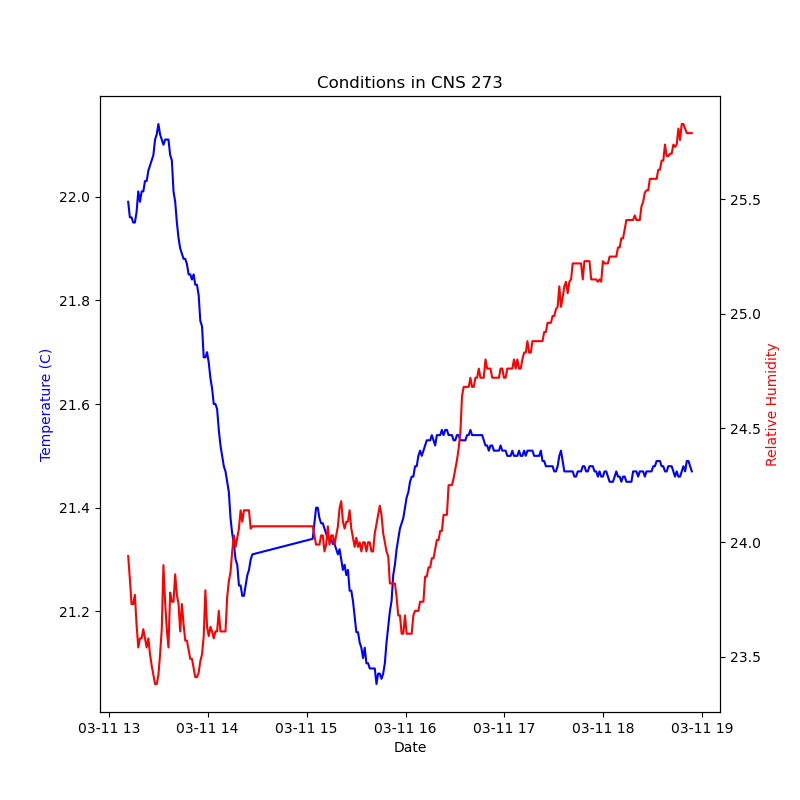 Conditions in CNS 273
Temperature (C)
22.0
21.8
21.6
21.4
21.2
25.5
25.0
24.5
24.0
23.5
Relative Humidity
03-11 13 03-11 14 03-11 15 03-11 16 03-11 17 03-11 18 03-11 19
Date